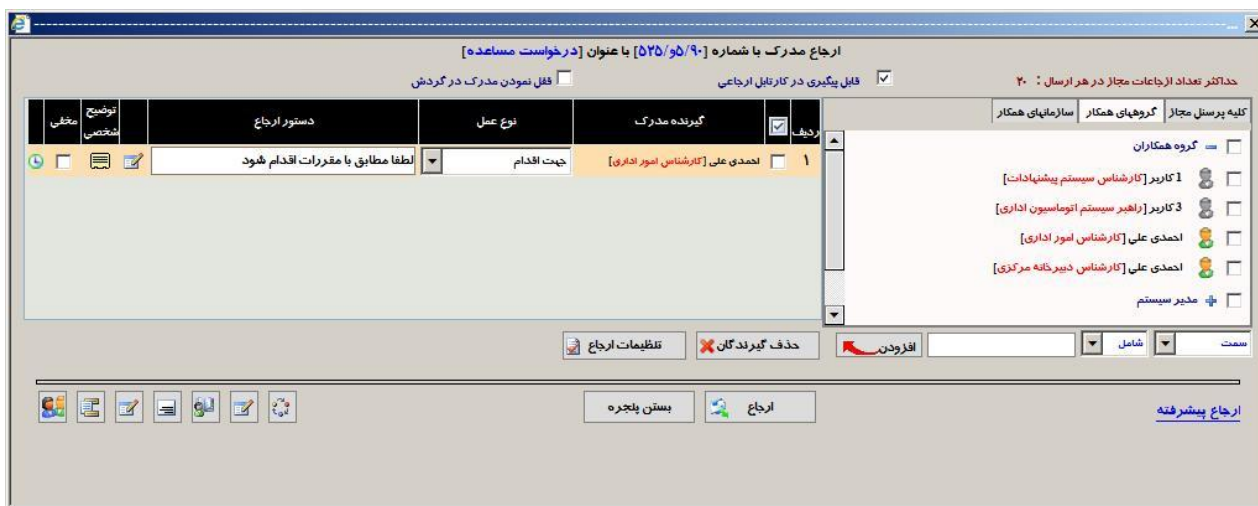 ارجاع مدرک با شماره [۵۲۵/و۵/۹۰] با عنوان [درخواست مساعده]
حداکثر تعداد ارجاعات مجاز در هر ارسال : ۲۰
قابل پیگیری در کارتابل ارجاعی
قفل نمودن مدرک در گردش
کلیه پرسنل مجاز
گروههای همکار
سازمانهای همکار
گروه همکاران
1 کاربر [کارشناس سیستم پیشنهادات]
3 کاربر [راهبر سیستم اتوماسیون اداری]
احمدی علی [کارشناس امور اداری]
احمدی علی [کارشناس دبیرخانه مرکزی]
مدیر سیستم
ردیف گیرنده مدرک نوع عمل دستور ارجاع توضیح شخصی مخفی
۱ احمدی علی [کارشناس امور اداری] جهت اقدام لطفا مطابق با مقررات اقدام شود
سمت شامل افزودن حذف گیرندگان تنظیمات ارجاع
ارجاع پیشرفته ارجاع بستن پنجره